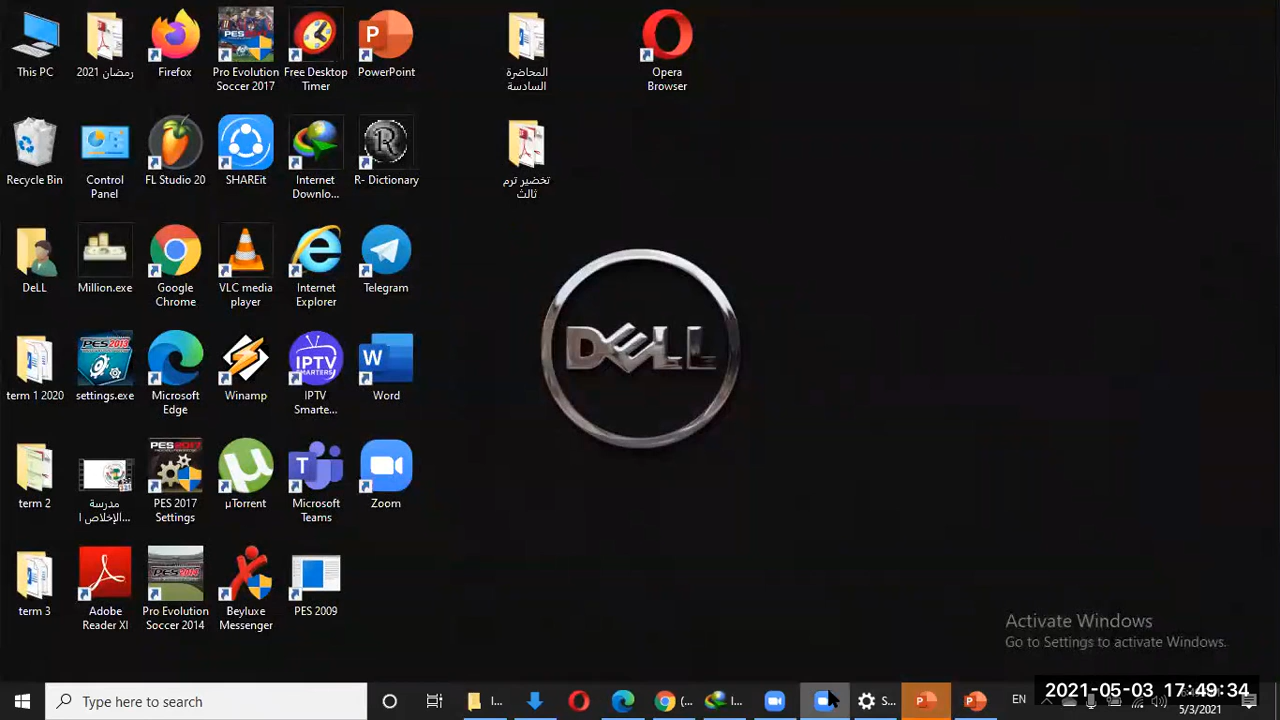 This PC
رمضان 2021
Firefox
Pro Evolution
Soccer 2017
Free Desktop
Timer
PowerPoint
المحاضرة
السادسة
Opera
Browser
Recycle Bin
Control
Panel
FL Studio 20
SHAREit
Internet
Downlo...
R- Dictionary
تحضير ترم
ثالث
DeLL
Million.exe
Google
Chrome
VLC media
player
Internet
Explorer
Telegram
DELL
term 1 2020
settings.exe
Microsoft
Edge
Winamp
IPTV
Smarte...
Word
term 2
مدرسة
الإخلاص ا...
PES 2017
Settings
µTorrent
Microsoft
Teams
Zoom
term 3
Adobe
Reader XI
Pro Evolution
Soccer 2014
Beyluxe
Messenger
PES 2009
Activate Windows
Go to Settings to activate Windows.
Type here to search
I...
(...
I...
S...
EN
2021-05-03 17:49:34
5/3/2021